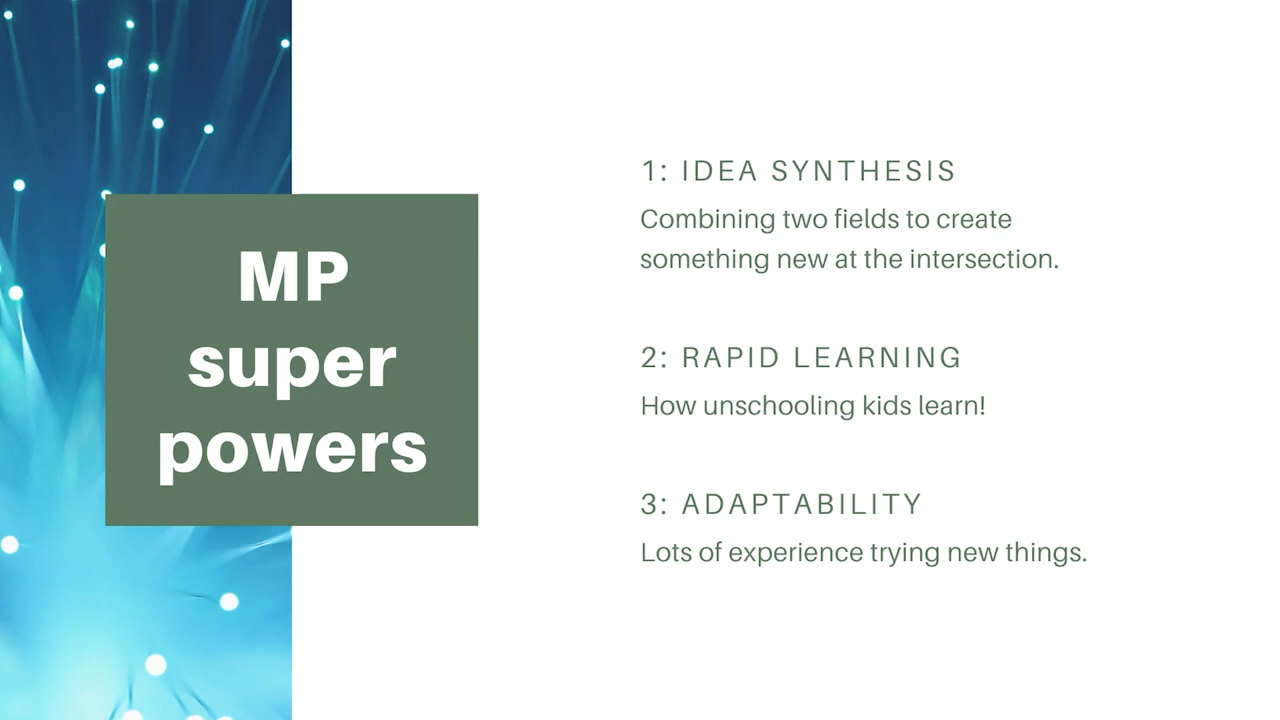 MP
super
powers
1: IDEA SYNTHESIS
Combining two fields to create
something new at the intersection.
2: RAPID LEARNING
How unschooling kids learn!
3: ADAPTABILITY
Lots of experience trying new things.